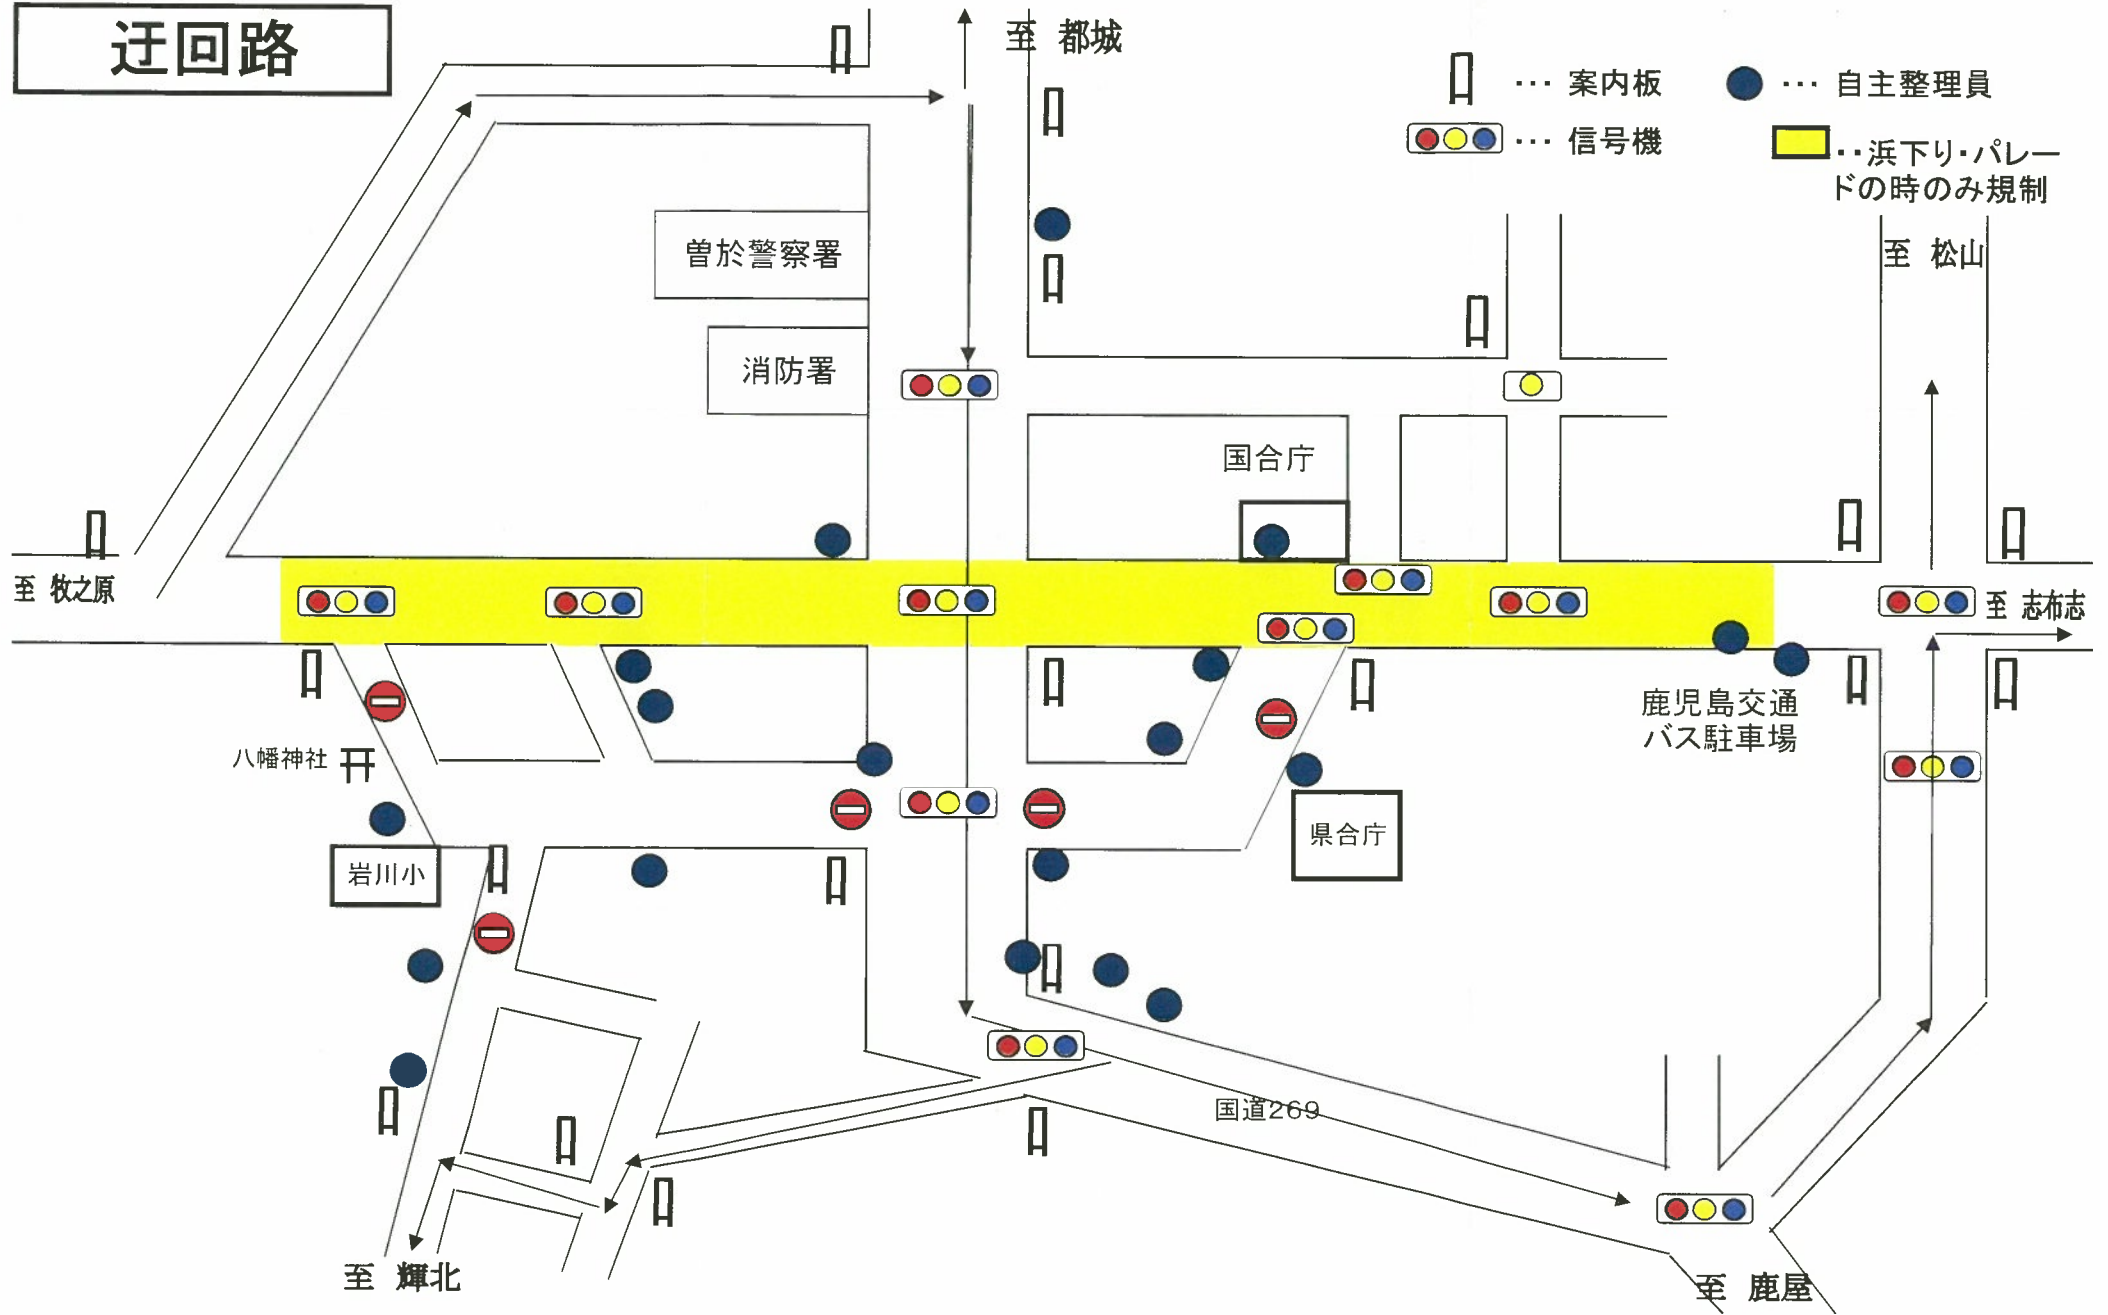 迂回路
至 都城
… 案内板
… 自主整理員
… 信号機
‥浜下り・パレー
ドの時のみ規制
曽於警察署
至 松山
消防署
国合庁
至 牧之原
至 志布志
鹿児島交通
バス駐車場
八幡神社
県合庁
岩川小
国道269
至 輝北
至 鹿屋